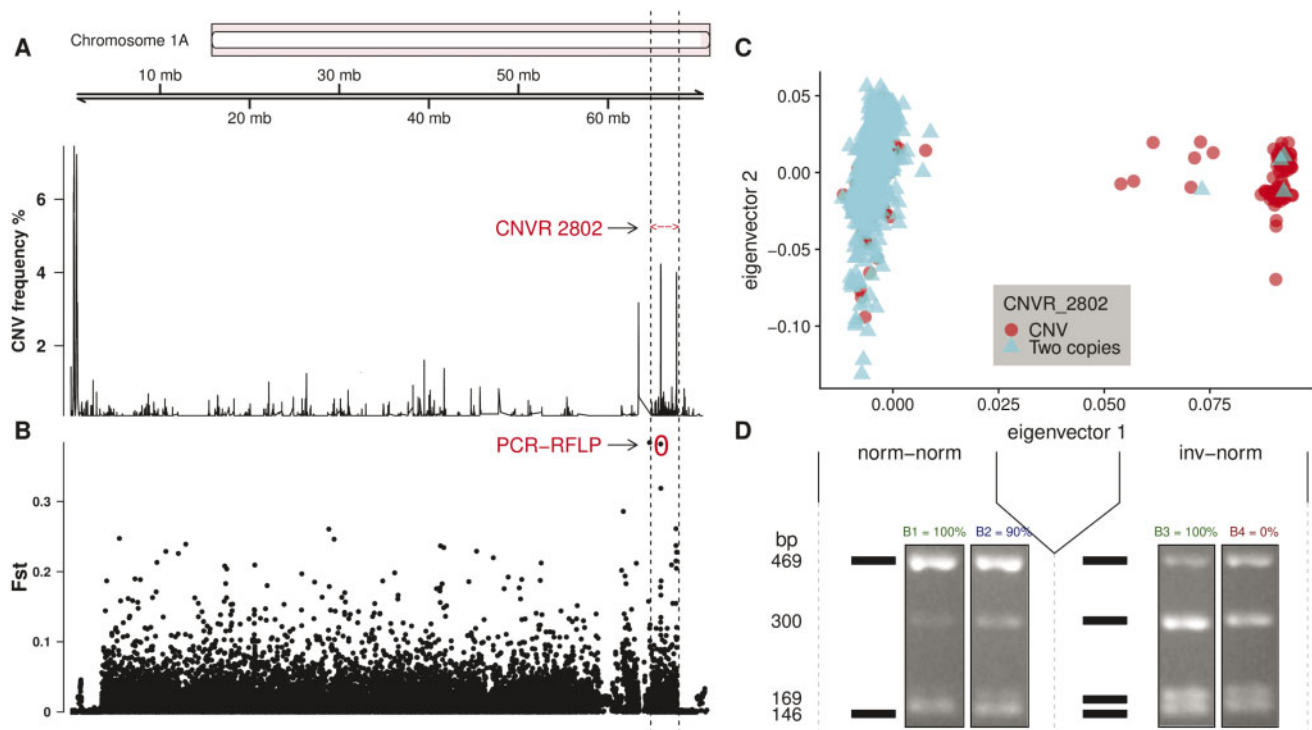 A
Chromosome 1A
10 mb
30 mb
50 mb
20 mb
40 mb
60 mb
CNV frequency %
6
4
2
CNVR 2802
B
PCR−RFLP
0
Fst
0.3
0.2
0.1
0
C
eigenvector 2
0.05
0.00
−0.05
−0.10
CNVR_2802
CNV
Two copies
0.000
0.025
0.050
0.075
eigenvector 1
D
norm−norm
inv−norm
bp
B1 = 100%
B2 = 90%
B3 = 100%
B4 = 0%
469
300
169
146